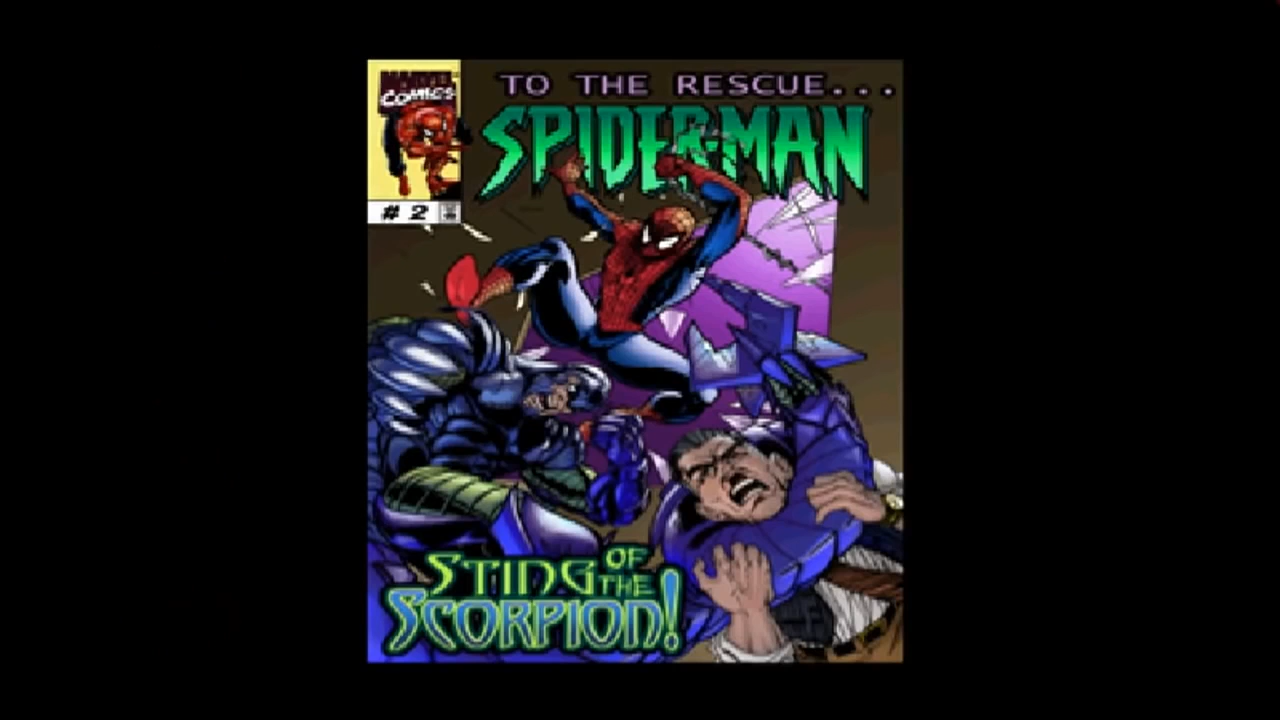 TO THE RESCUE...
MARVEL
COMICS
SPIDER-MAN
# 2
STING OF THE
SCORPION!